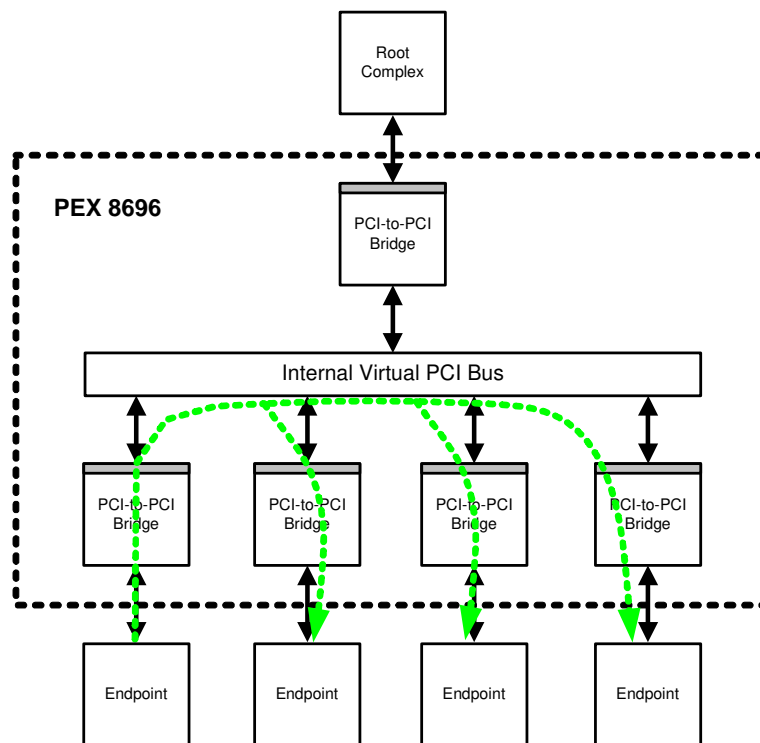 Root
Complex
PEX 8696
PCI-to-PCI
Bridge
Internal Virtual PCI Bus
PCI-to-PCI
Bridge
PCI-to-PCI
Bridge
PCI-to-PCI
Bridge
PCI-to-PCI
Bridge
Endpoint
Endpoint
Endpoint
Endpoint